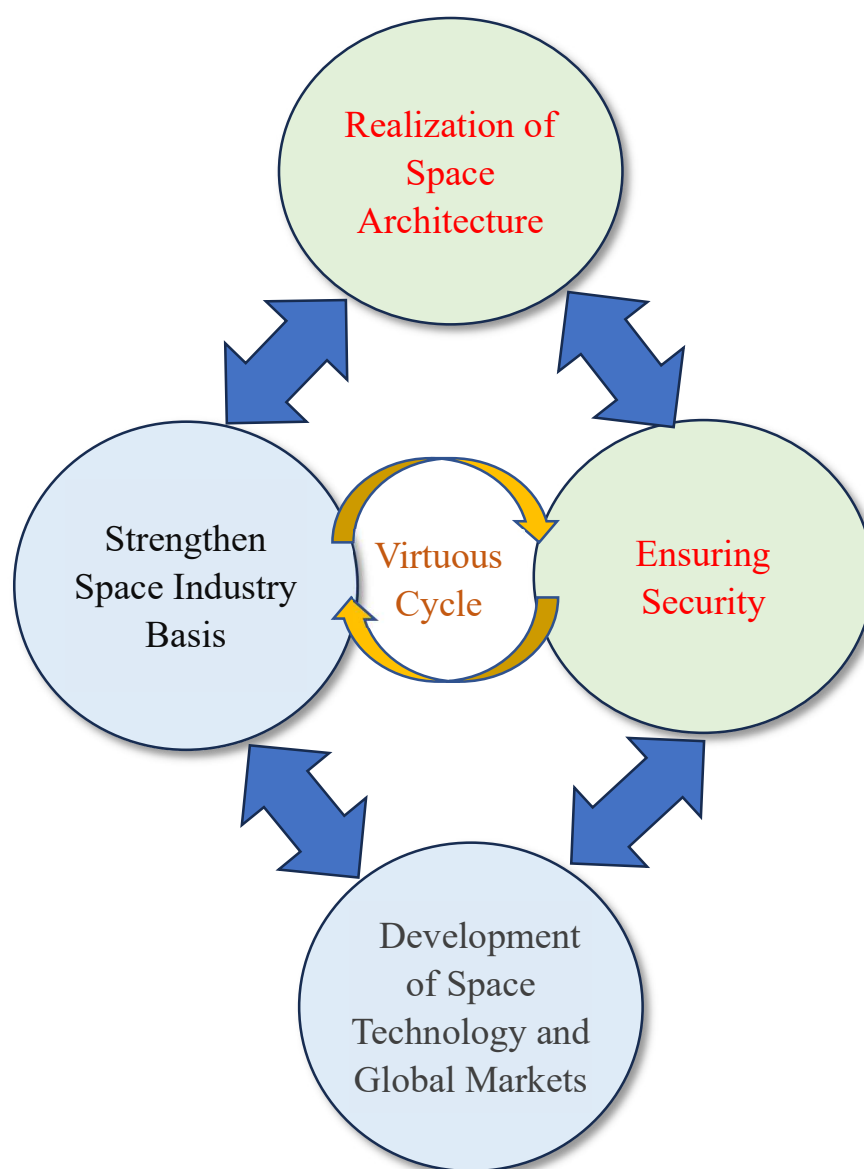 Realization of
Space
Architecture
Strengthen
Space Industry
Basis
Virtuous
Cycle
Ensuring
Security
Development
of Space
Technology and
Global Markets